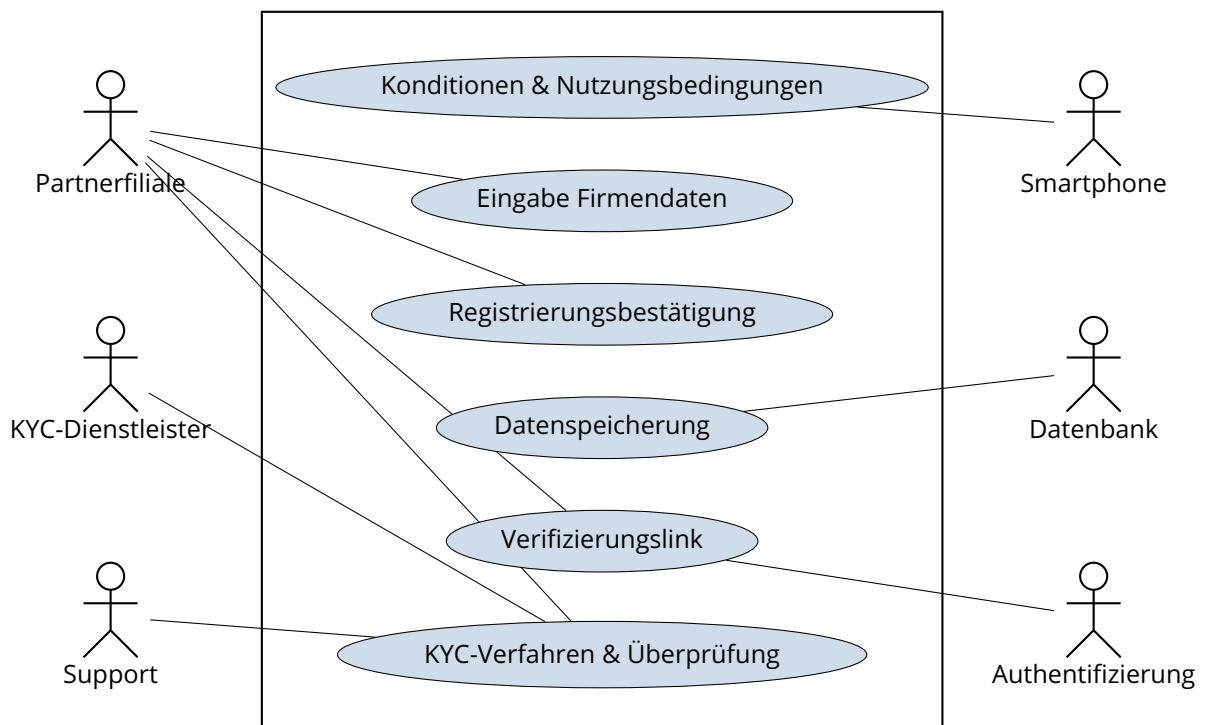 Konditionen & Nutzungsbedingungen
Partnerfiliale
Smartphone
Eingabe Firmendaten
Registrierungsbestätigung
KYC-Dienstleister
Datenspeicherung
Datenbank
Verifizierungslink
Support
KYC-Verfahren & Überprüfung
Authentifizierung